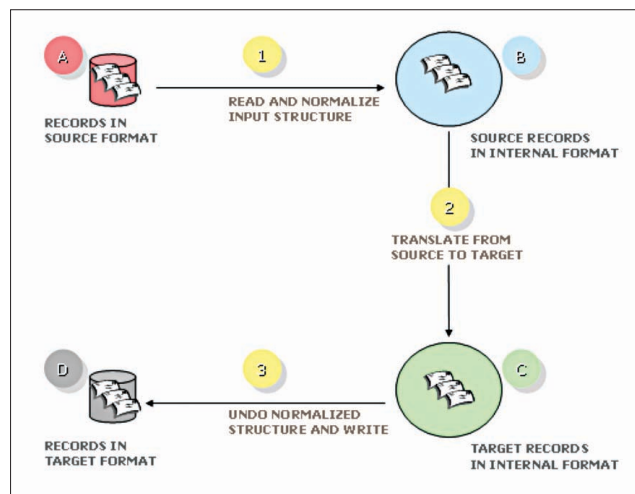 A
1
B
READ AND NORMALIZE
INPUT STRUCTURE
RECORDS IN
SOURCE FORMAT
SOURCE RECORDS
IN INTERNAL FORMAT
2
TRANSLATE FROM
SOURCE TO TARGET
D
3
C
UNDO NORMALIZED
STRUCTURE AND WRITE
RECORDS IN
TARGET FORMAT
TARGET RECORDS
IN INTERNAL FORMAT